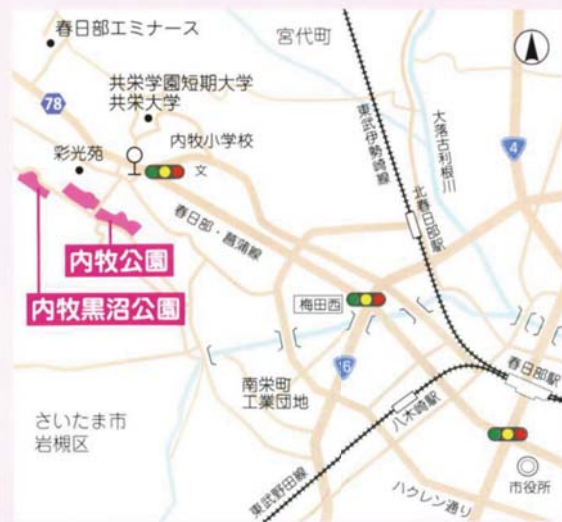 春日部エミナース
宮代町
共栄学園短期大学
共栄大学
78
内牧小学校
彩光苑
文
東武伊勢崎線
大落古利根川
4
北春日部駅
春日部・菖蒲線
内牧公園
内牧黒沼公園
梅田西
16
南栄町
工業団地
春日部駅
八木崎駅
さいたま市
岩槻区
市役所
東武野田線
ハクレン通り